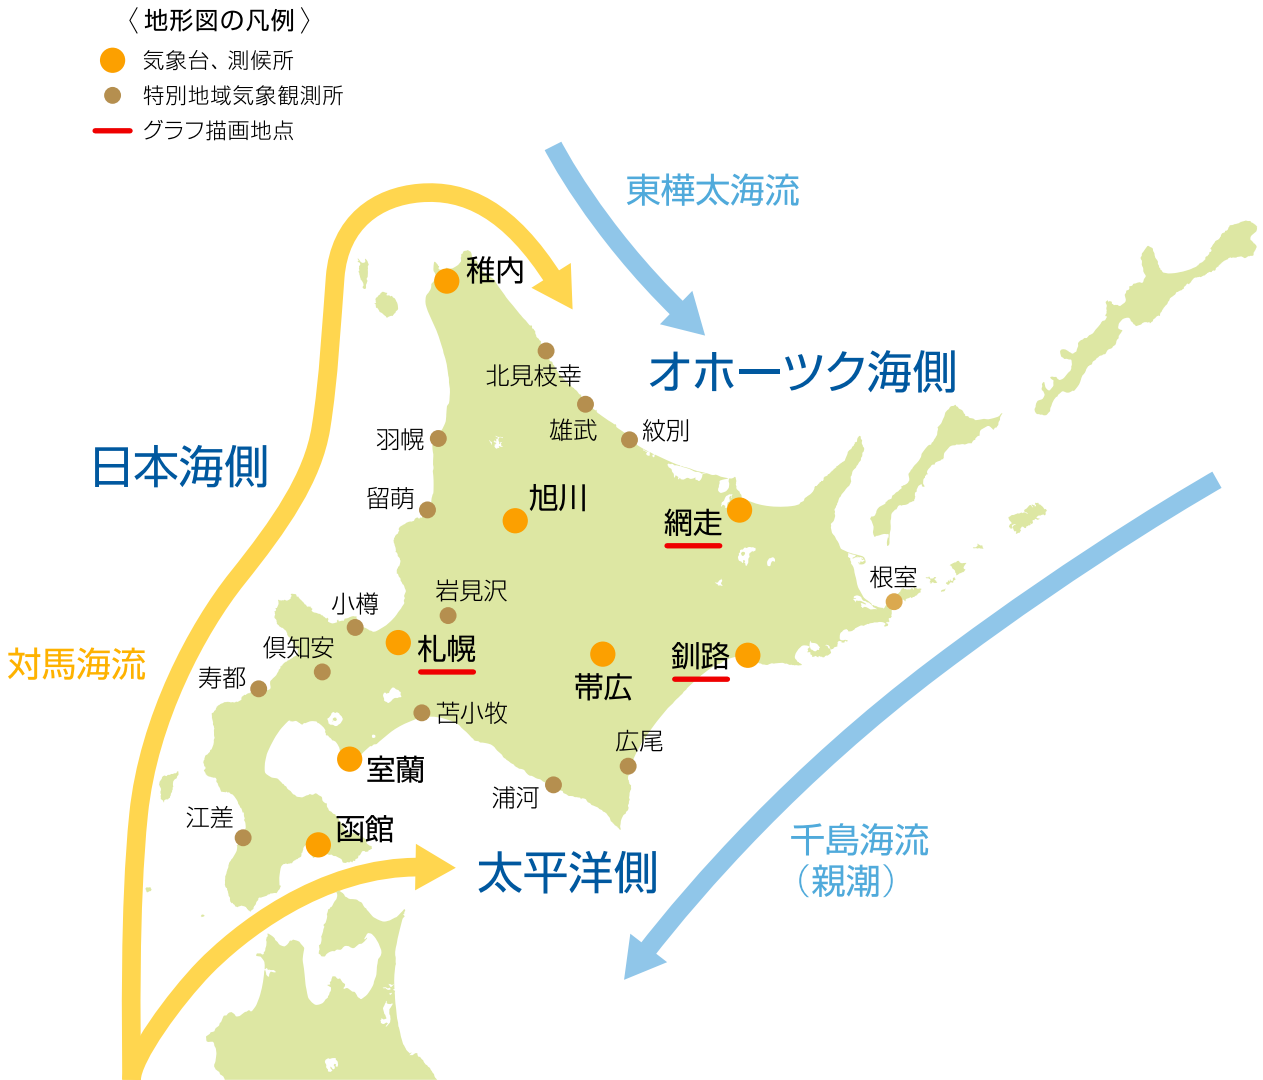 〈地形図の凡例〉
気象台、測候所
特別地域気象観測所
グラフ描画地点
東樺太海流
稚内
オホーツク海側
北見枝幸
雄武
紋別
羽幌
日本海側
留萌
旭川
網走
根室
岩見沢
小樽
札幌
倶知安
釧路
対馬海流
寿都
帯広
苫小牧
広尾
室蘭
浦河
江差
函館
千島海流
（親潮）
太平洋側